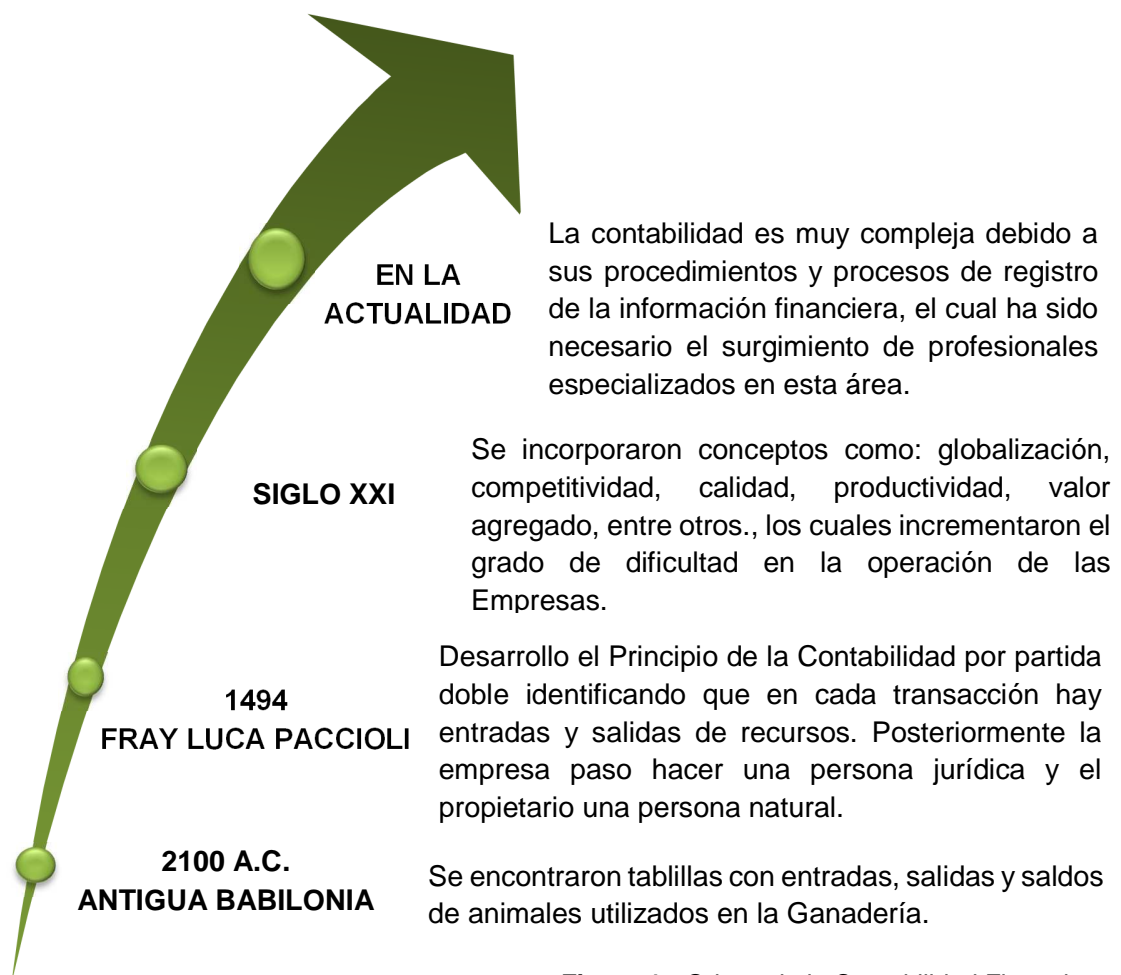 EN LA
ACTUALIDAD
La contabilidad es muy compleja debido a
sus procedimientos y procesos de registro
de la información financiera, el cual ha sido
necesario el surgimiento de profesionales
especializados en esta área.
SIGLO XXI
Se incorporaron conceptos como: globalización,
competitividad, calidad, productividad, valor
agregado, entre otros., los cuales incrementaron el
grado de dificultad en la operación de las
Empresas.
1494
FRAY LUCA PACCIOLI
Desarrollo el Principio de la Contabilidad por partida
doble identificando que en cada transacción hay
entradas y salidas de recursos. Posteriormente la
empresa paso hacer una persona jurídica y el
propietario una persona natural.
2100 A.C.
ANTIGUA BABILONIA
Se encontraron tablillas con entradas, salidas y saldos
de animales utilizados en la Ganadería.